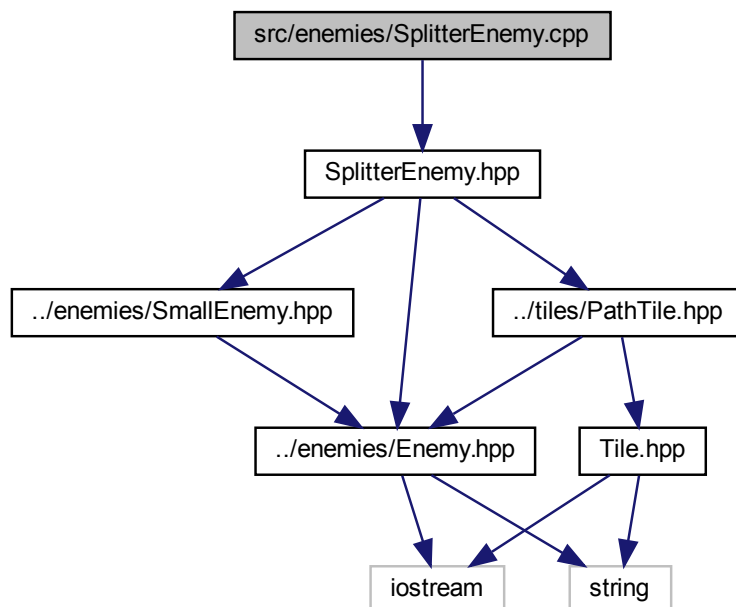 src/enemies/SplitterEnemy.cpp
SplitterEnemy.hpp
../enemies/SmallEnemy.hpp
../tiles/PathTile.hpp
../enemies/Enemy.hpp
Tile.hpp
iostream
string